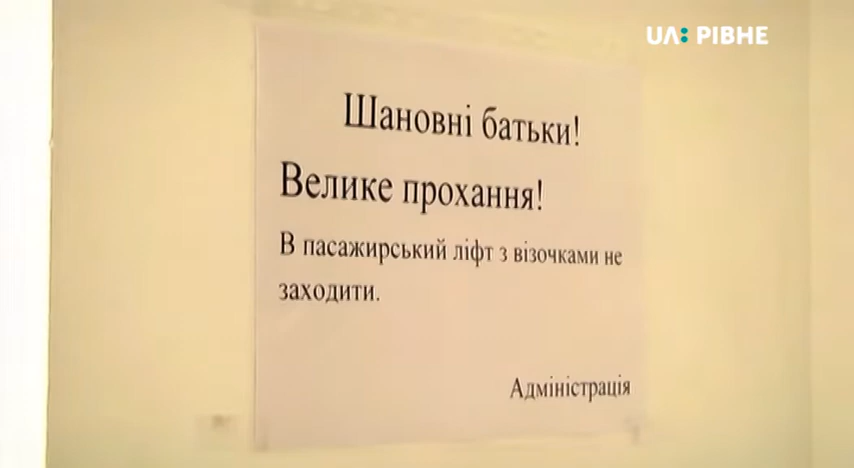 UA: РІВНЕ
Шановні батьки!
Велике прохання!
В пасажирський ліфт з візочками не
заходити.
Адміністрація